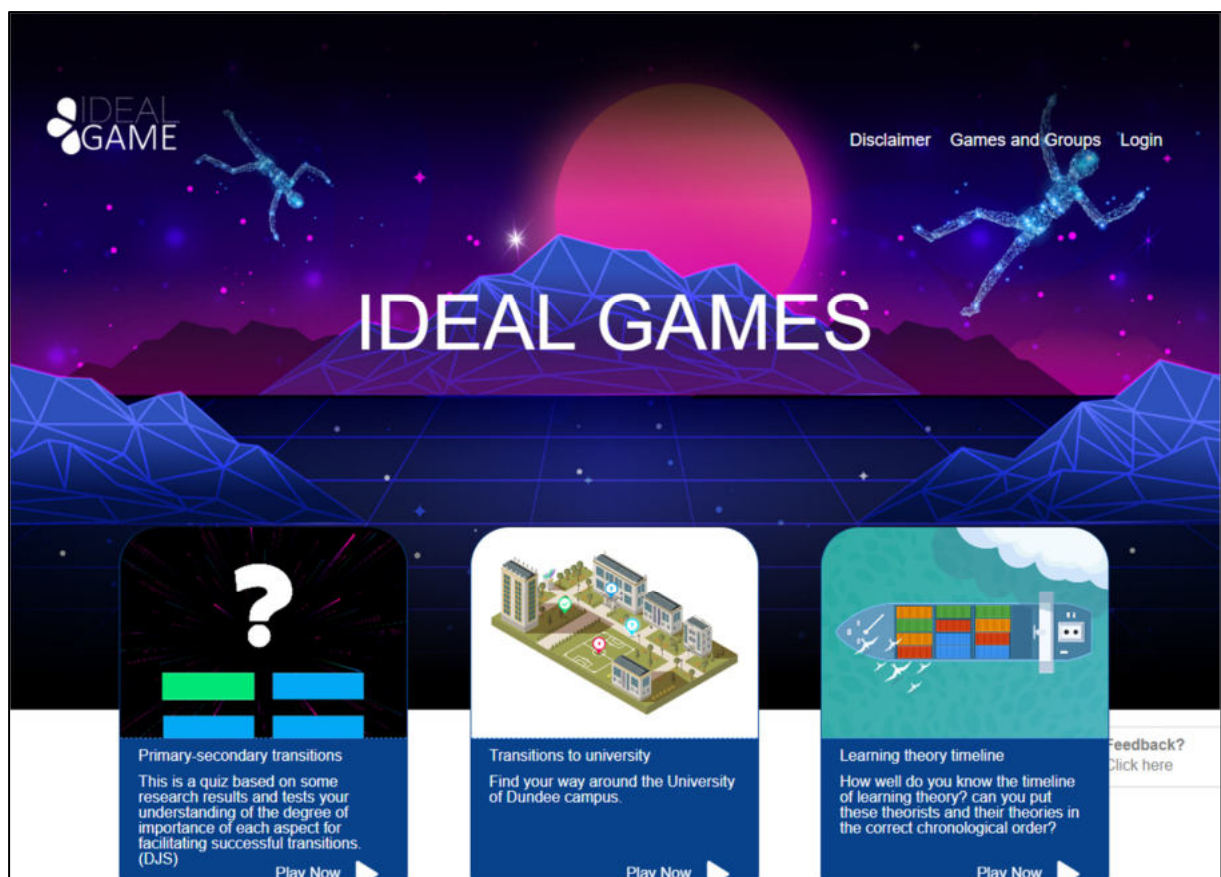 IDEAL
GAME
Disclaimer Games and Groups Login
IDEAL GAMES
?
Primary-secondary transitions
This is a quiz based on some
research results and tests your
understanding of the degree of
importance of each aspect for
facilitating successful transitions.
(DJS)
Play Now
Transitions to university
Find your way around the University
of Dundee campus.
Play Now
Learning theory timeline
How well do you know the timeline
of learning theory? can you put
these theorists and their theories in
the correct chronological order?
Play Now
Feedback?
Click here